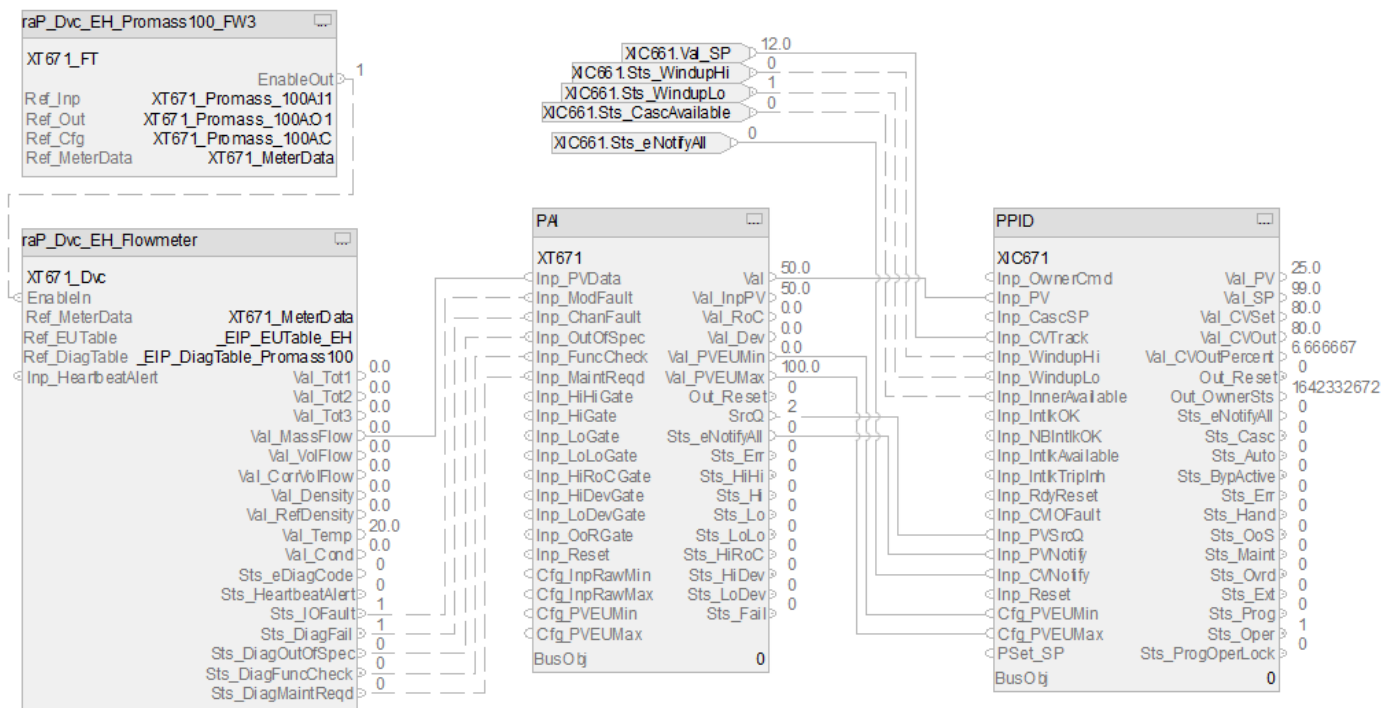 raP_Dvc_EH_Promass100_FW3
XT671_FT
EnableOut 1
Ref_Inp XT671_Promass_100A:I1
Ref_Out XT671_Promass_100A:O1
Ref_Cfg XT671_Promass_100A:C
Ref_MeterData XT671_MeterData
raP_Dvc_EH_Flowmeter
XT671_Dvc
EnableIn
Ref_MeterData XT671_MeterData
Ref_EUTable _EIP_EUTable_EH
Ref_DiagTable _EIP_DiagTable_Promass100
Inp_HeartbeatAlert Val_Tot1 0.0
Val_Tot2 0.0
Val_Tot3 0.0
Val_MassFlow 0.0
Val_VolFlow 0.0
Val_CorrVolFlow 0.0
Val_Density 0.0
Val_RefDensity 0.0
Val_Temp 20.0
Val_Cond 0.0
Sts_eDiagCode 0
Sts_HeartbeatAlert 0
Sts_IOFault 1
Sts_DiagFail 1
Sts_DiagOutOfSpec 0
Sts_DiagFuncCheck 0
Sts_DiagMaintReqd 0
XIC661.Val_SP 12.0
XIC661.Sts_WindupHi 0
XIC661.Sts_WindupLo 1
XIC661.Sts_CascAvailable 0
XIC661.Sts_eNotifyAll 0
PAI
XT671
Inp_PVData Val 50.0
Inp_ModFault Val_InpPV 50.0
Inp_ChanFault Val_RoC 0.0
Inp_OutOfSpec Val_Dev 0.0
Inp_FuncCheck Val_PVEUMin 0.0
Inp_MaintReqd Val_PVEUMax 100.0
Inp_HiHiGate Out_Reset 0
Inp_HiGate SrcQ 2
Inp_LoGate Sts_eNotifyAll 0
Inp_LoLoGate Sts_Err 0
Inp_HiRoCGate Sts_HiHi 0
Inp_HiDevGate Sts_Hi 0
Inp_LoDevGate Sts_Lo 0
Inp_OoRGate Sts_LoLo 0
Inp_Reset Sts_HiRoC 0
Cfg_InpRawMin Sts_HiDev 0
Cfg_InpRawMax Sts_LoDev 0
Cfg_PVEUMin Sts_Fail 0
Cfg_PVEUMax
BusObj 0
PPID
XIC671
Inp_OwnerCmd Val_PV 25.0
Inp_PV Val_SP 99.0
Inp_CascSP Val_CVSet 80.0
Inp_CVTrack Val_CVOut 80.0
Inp_WindupHi Val_CVOutPercent 6.666667
Inp_WindupLo Out_Reset 0
Inp_InnerAvailable Out_OwnerSts 1642332672
Inp_IntlkOK Sts_eNotifyAll 0
Inp_NBIntlkOK Sts_Casc 0
Inp_IntlkAvailable Sts_Auto 0
Inp_IntlkTripInh Sts_BypActive 0
Inp_RdyReset Sts_Err 0
Inp_CVIOFault Sts_Hand 0
Inp_PVSrcQ Sts_OoS 0
Inp_PVNotify Sts_Maint 0
Inp_CVNotify Sts_Ovrd 0
Inp_Reset Sts_Ext 0
Cfg_PVEUMin Sts_Prog 0
Cfg_PVEUMax Sts_Oper 1
PSet_SP Sts_ProgOperLock 0
BusObj 0